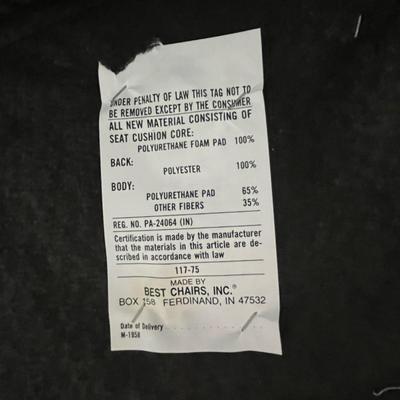 UNDER PENALTY OF LAW THIS TAG NOT TO
BE REMOVED EXCEPT BY THE CONSUMER
ALL NEW MATERIAL CONSISTING OF
SEAT CUSHION CORE:
POLYURETHANE FOAM PAD 100%
BACK:
POLYESTER 100%
BODY:
POLYURETHANE PAD 65%
OTHER FIBERS 35%
REG. NO. PA-24064 (IN)
Certification is made by the manufacturer
that the materials in this article are de-
scribed in accordance with law
117-75
MADE BY
BEST CHAIRS, INC.®
BOX 158 FERDINAND, IN 47532
Date of Delivery . . . . . . . . . . . . . .
M-1958